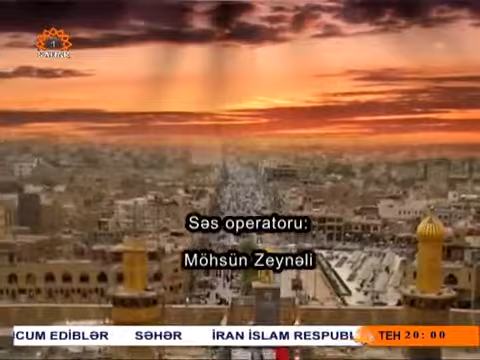 Səs operatoru:
Möhsün Zeynəli
CUM EDİBLƏR SƏHƏR İRAN İSLAM RESPUBL
TEH 20:00